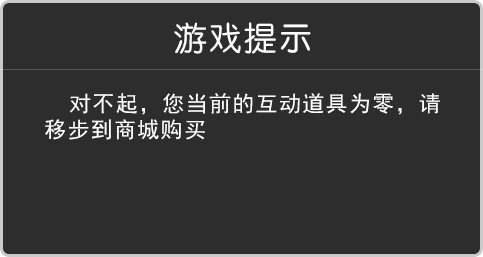 游戏提示
对不起，您当前的互动道具为零，请
移步到商城购买